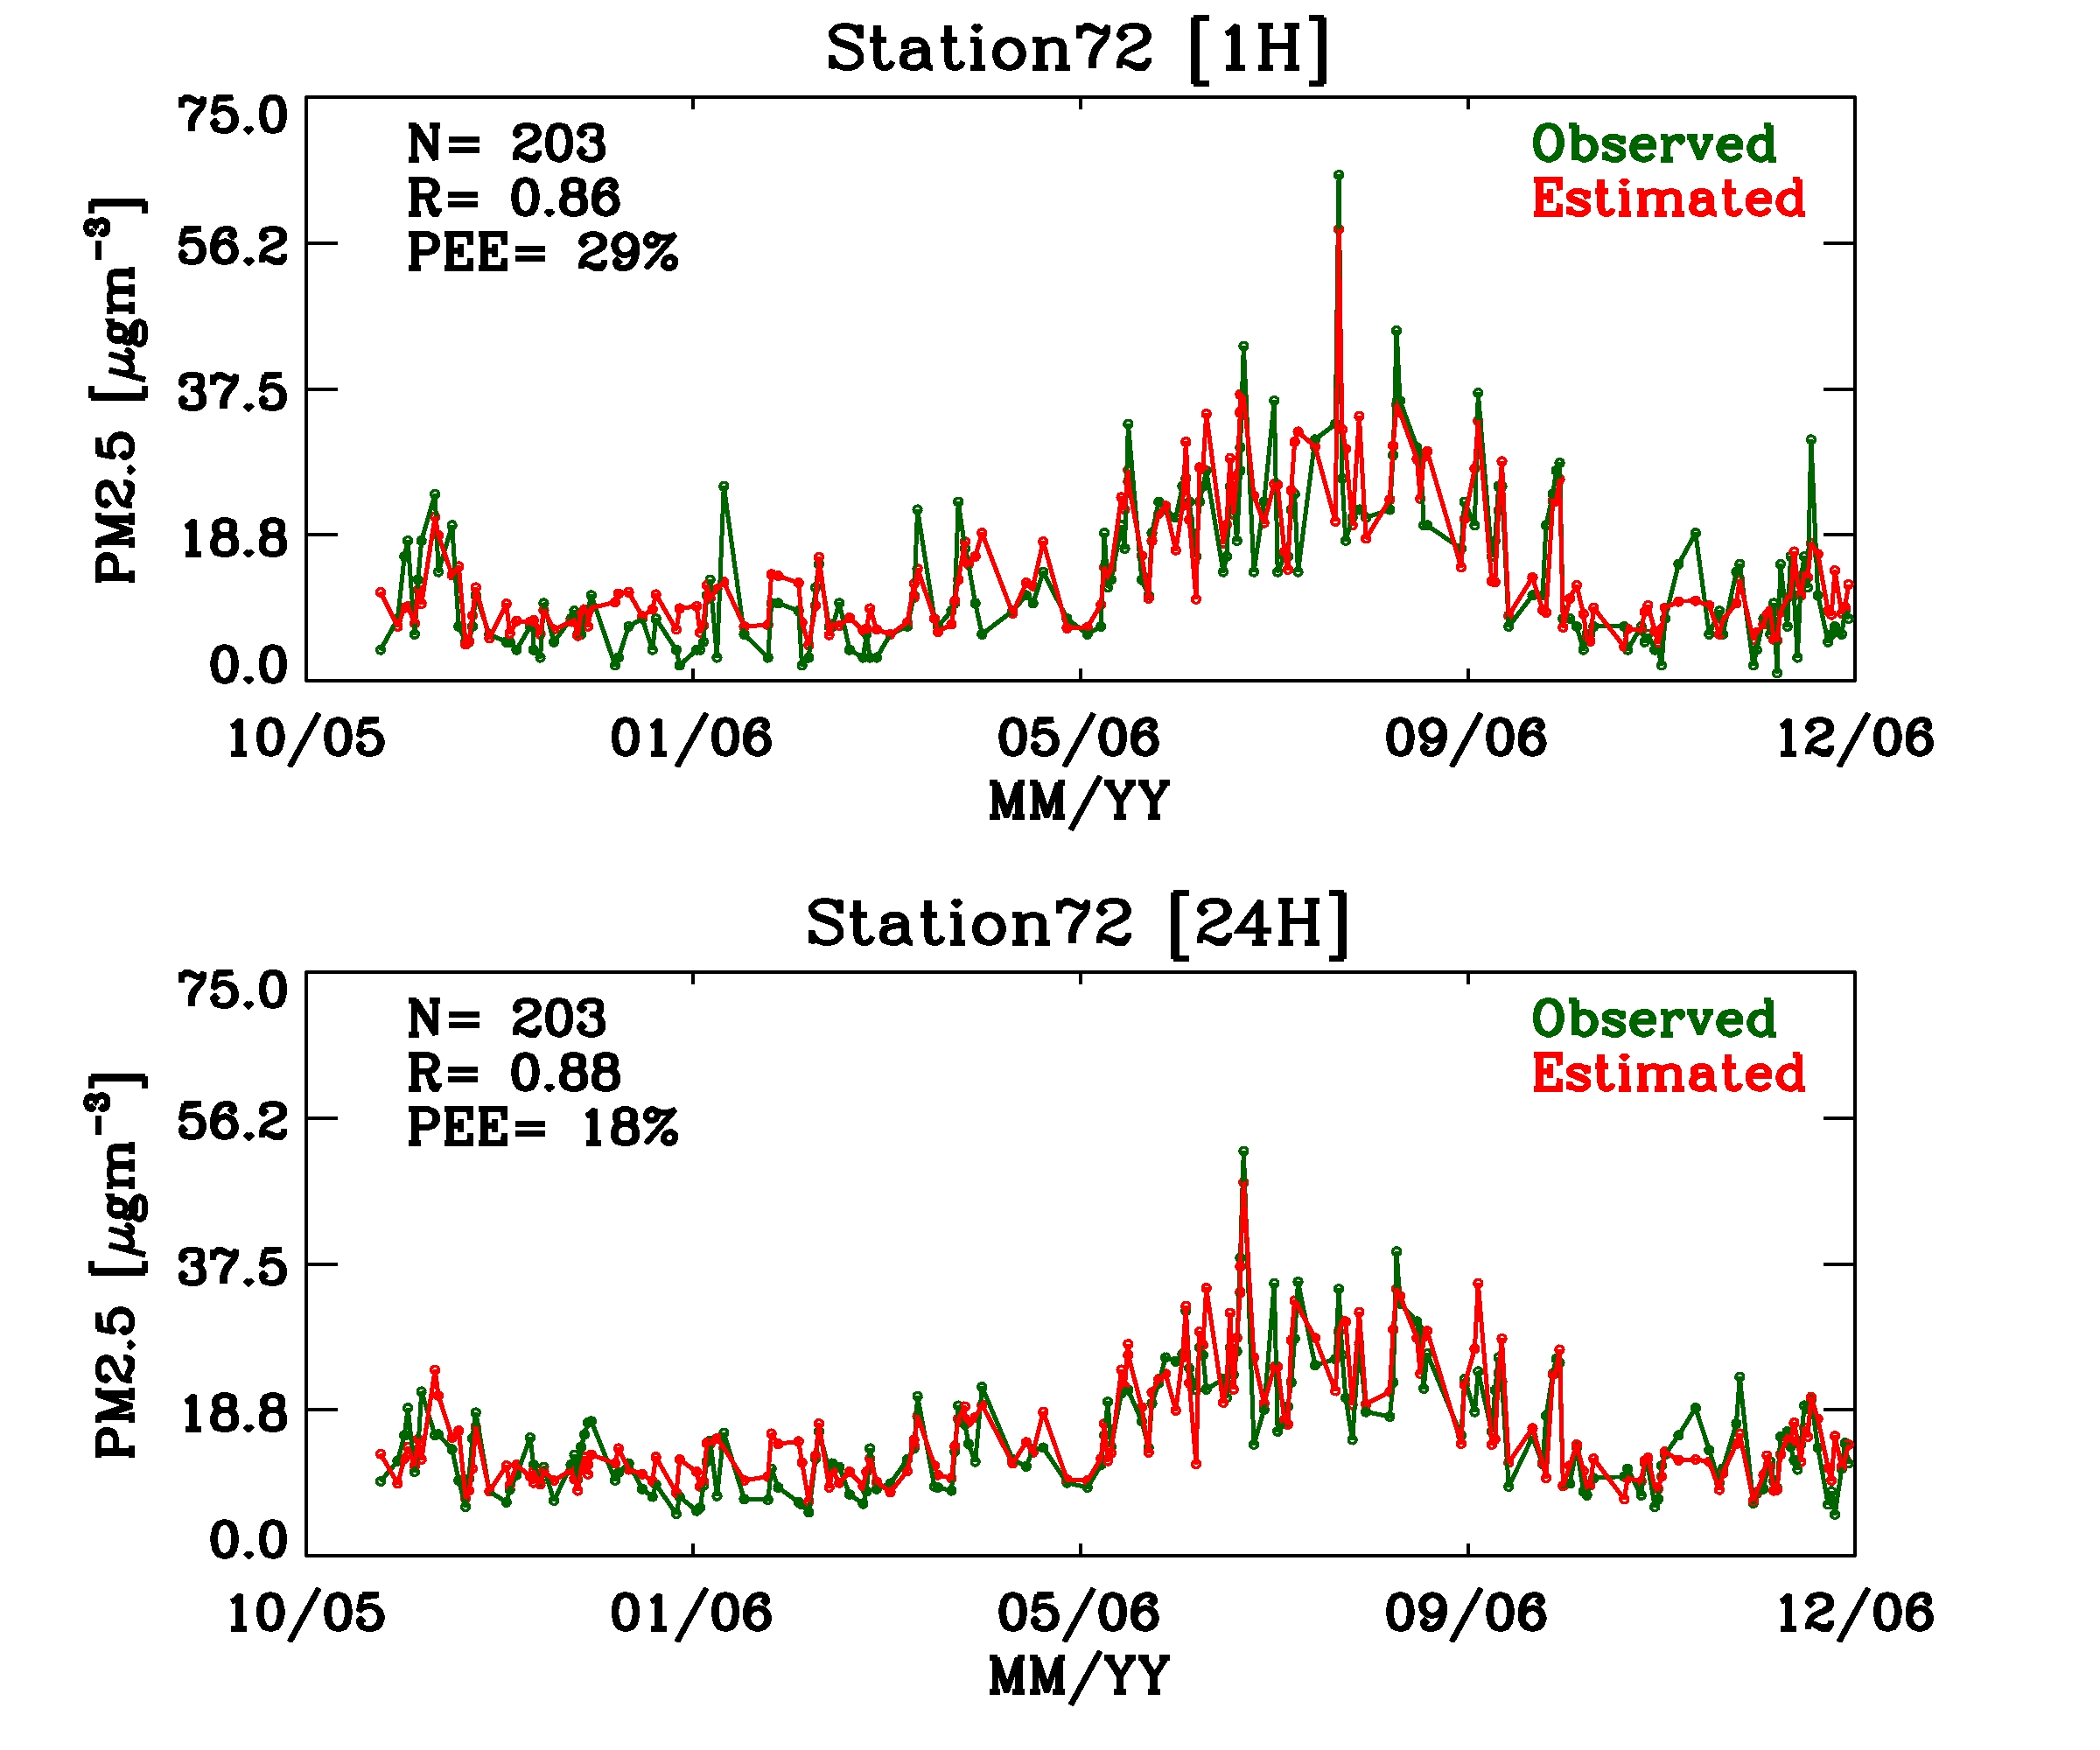 Station72 [1H]
75.0
56.2
37.5
18.8
0.0
PM2.5 [μgm⁻³]
N= 203
R= 0.86
PEE= 29%
Observed
Estimated
10/05 01/06 05/06 09/06 12/06
MM/YY
Station72 [24H]
75.0
56.2
37.5
18.8
0.0
PM2.5 [μgm⁻³]
N= 203
R= 0.88
PEE= 18%
Observed
Estimated
10/05 01/06 05/06 09/06 12/06
MM/YY